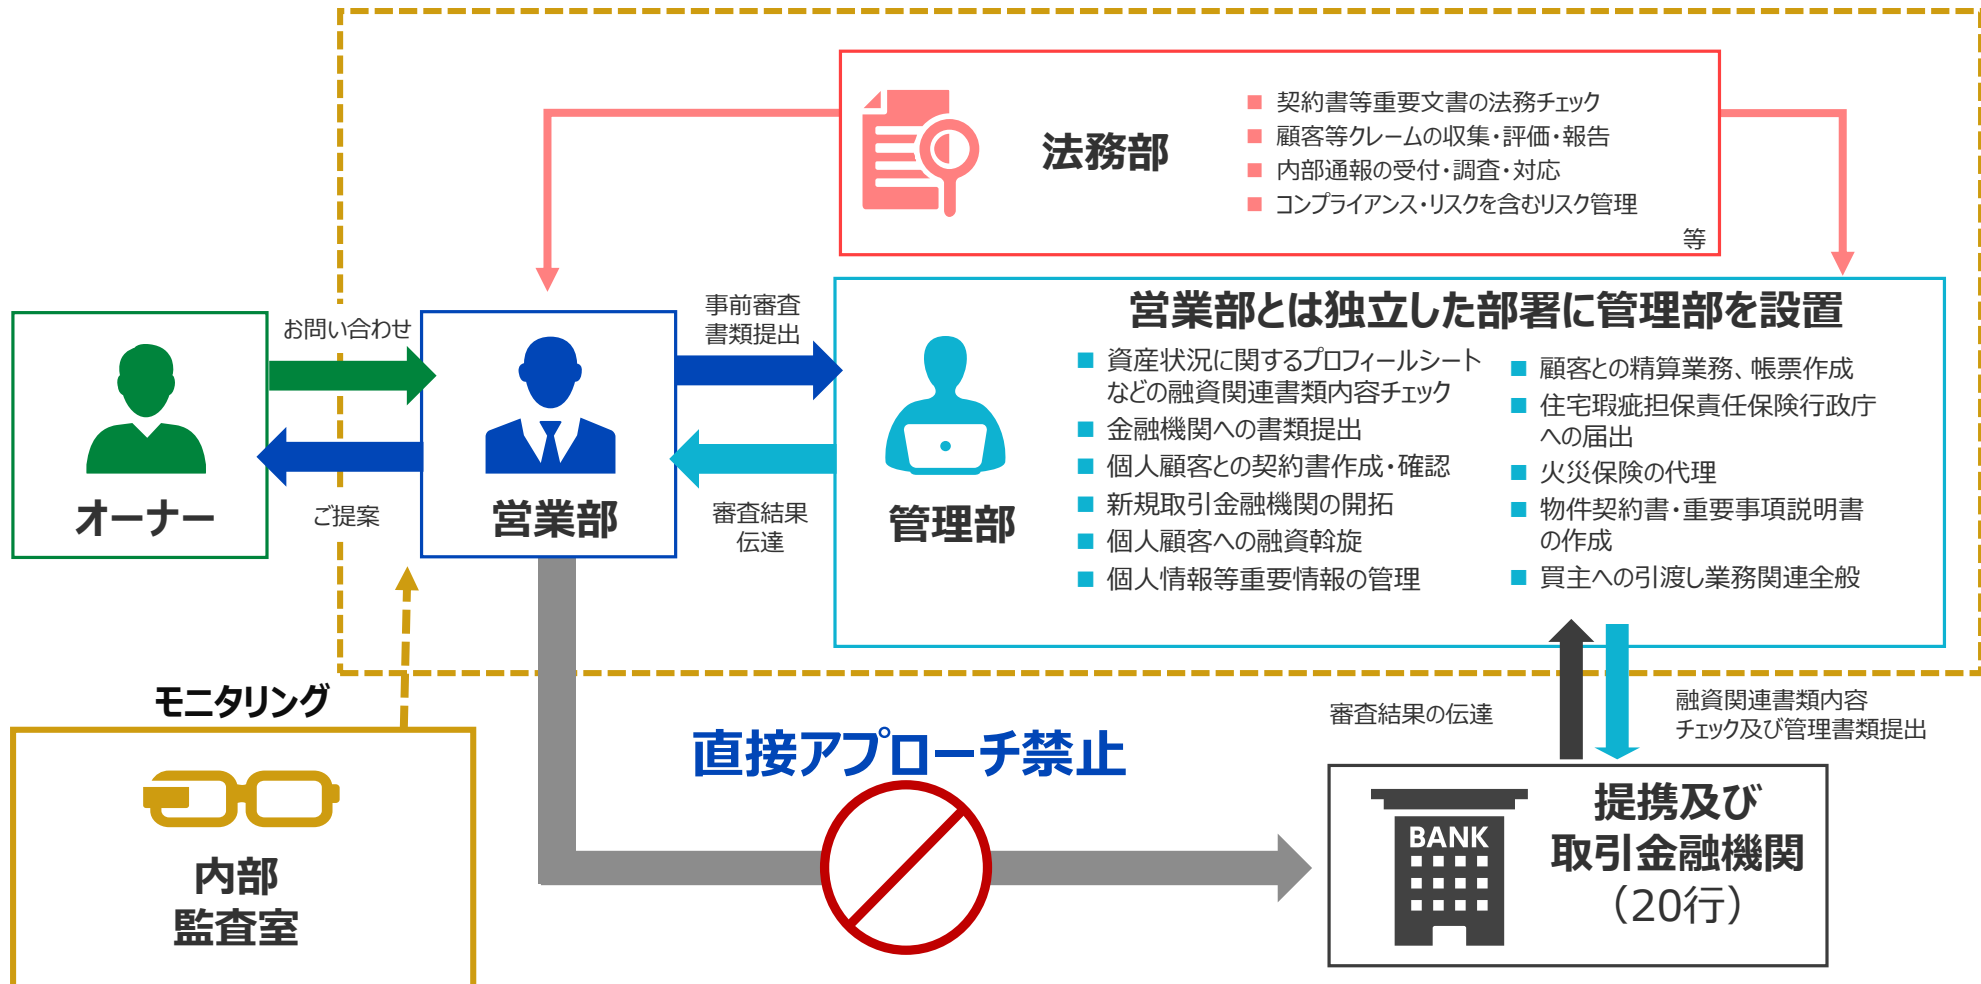 法務部
契約書等重要文書の法務チェック
顧客等クレームの収集・評価・報告
内部通報の受付・調査・対応
コンプライアンス・リスクを含むリスク管理
等
オーナー
お問い合わせ
ご提案
営業部
事前審査
書類提出
審査結果
伝達
営業部とは独立した部署に管理部を設置
管理部
資産状況に関するプロフィールシート
などの融資関連書類内容チェック
金融機関への書類提出
個人顧客との契約書作成・確認
新規取引金融機関の開拓
個人顧客への融資斡旋
個人情報等重要情報の管理
顧客との精算業務、帳票作成
住宅瑕疵担保責任保険行政庁
への届出
火災保険の代理
物件契約書・重要事項説明書
の作成
買主への引渡し業務関連全般
モニタリング
内部
監査室
直接アプローチ禁止
審査結果の伝達
融資関連書類内容
チェック及び管理書類提出
BANK
提携及び
取引金融機関
（20行）